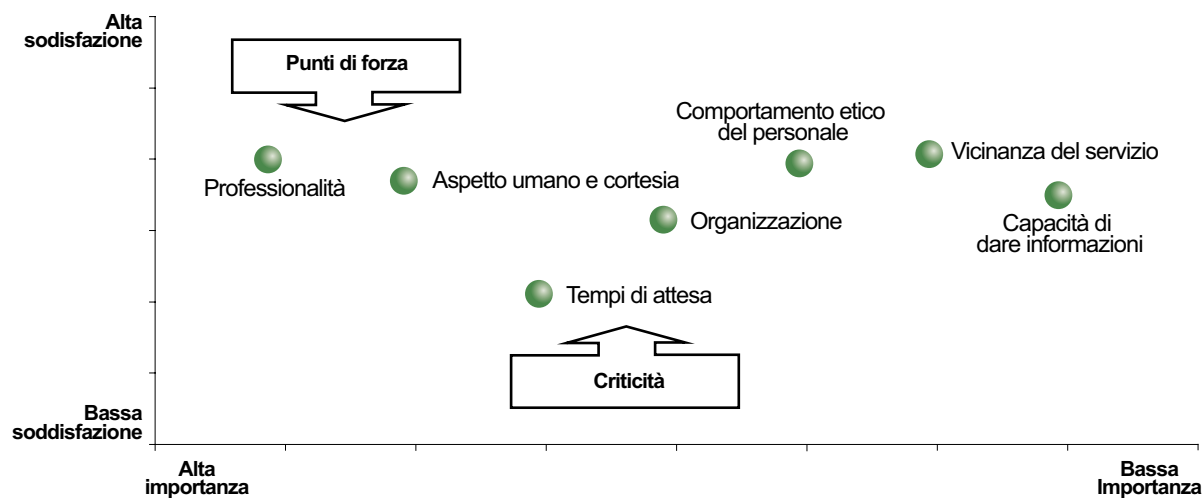 Alta
sodisfazione
Punti di forza
Comportamento etico
del personale
Vicinanza del servizio
Professionalità
Aspetto umano e cortesia
Organizzazione
Capacità di
dare informazioni
Tempi di attesa
Criticità
Bassa
soddisfazione
Alta
importanza
Bassa
Importanza